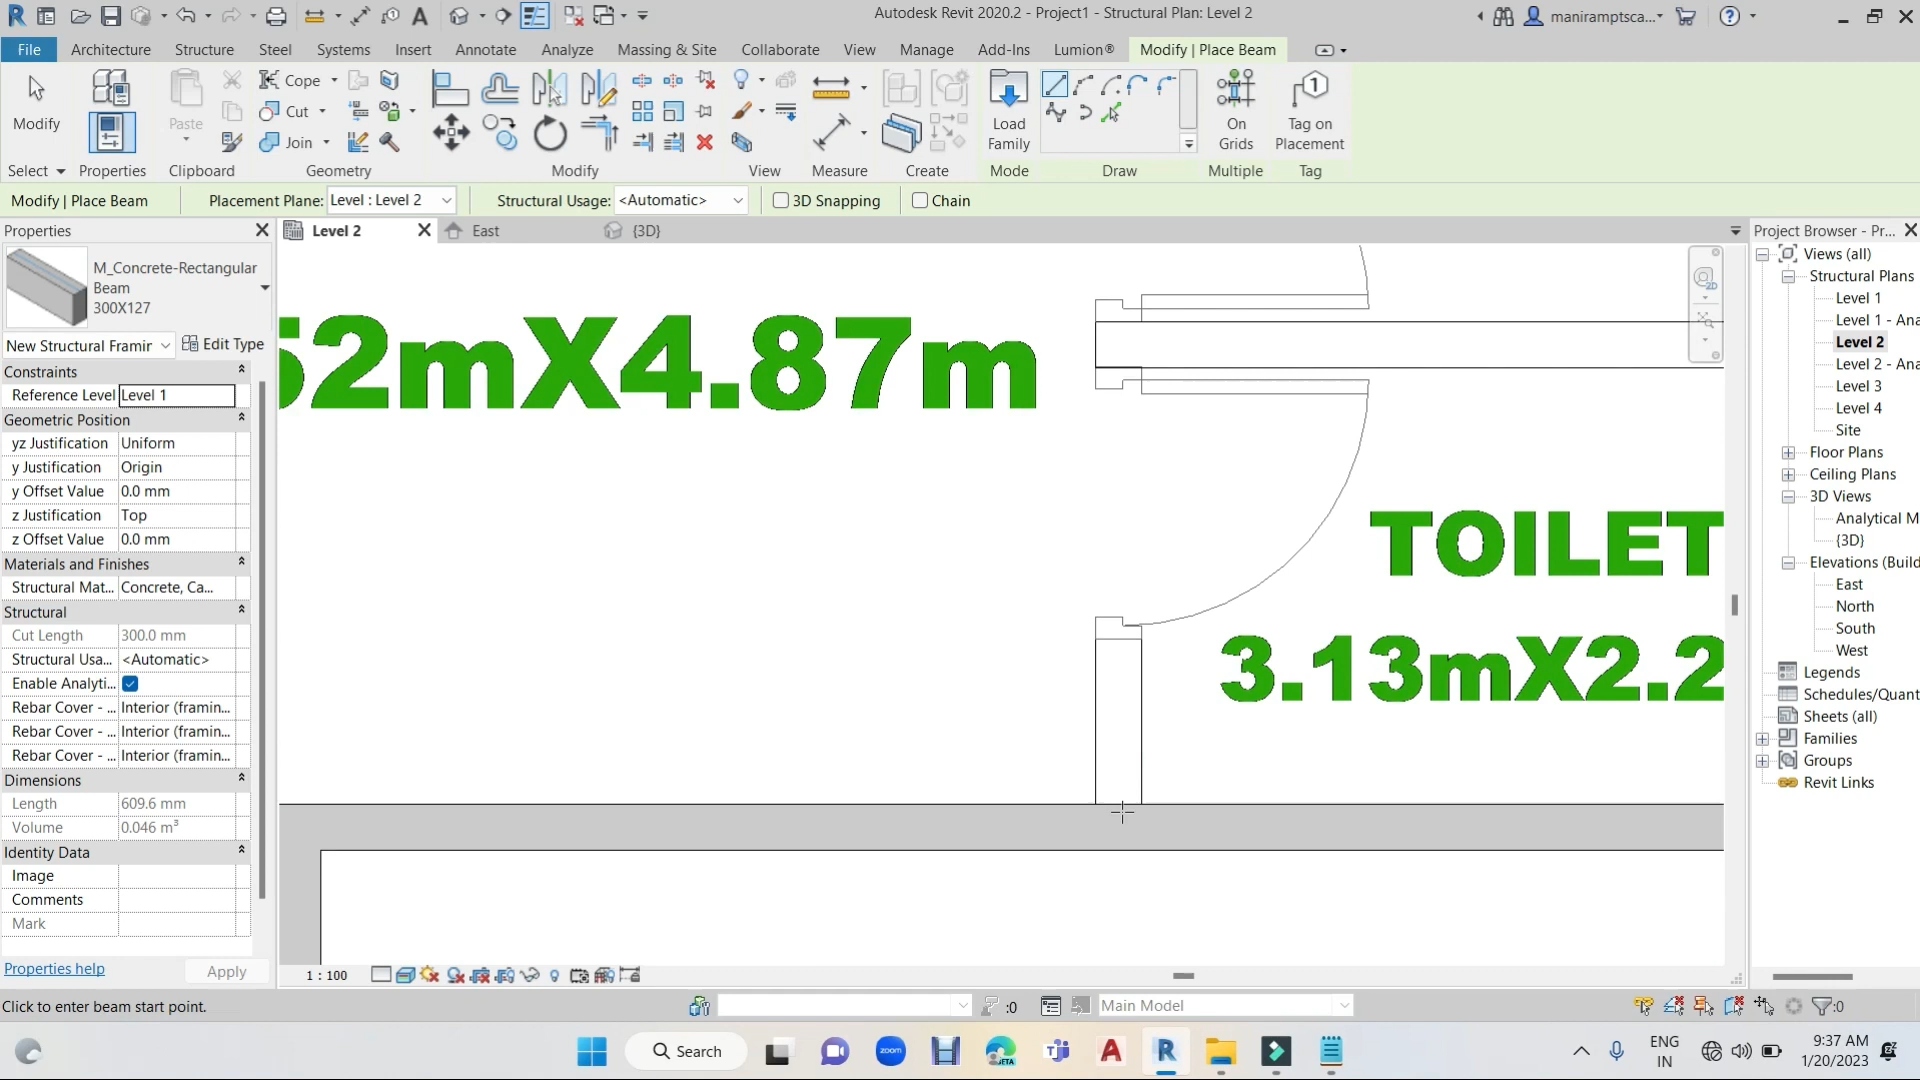 Autodesk Revit 2020.2 - Project1 - Structural Plan: Level 2
maniramptsca...
File Architecture Structure Steel Systems Insert Annotate Analyze Massing & Site Collaborate View Manage Add-Ins Lumion® Modify | Place Beam
Modify
Paste
Cope
Cut
Join
Load Family
On Grids
Tag on Placement
Select Properties Clipboard Geometry Modify View Measure Create Mode Draw Multiple Tag
Modify | Place Beam Placement Plane: Level : Level 2 Structural Usage: <Automatic> 3D Snapping Chain
Properties
Level 2 East {3D}
M_Concrete-Rectangular
Beam
300X127
New Structural Framir Edit Type
Constraints
Reference Level Level 1
Geometric Position
yz Justification Uniform
y Justification Origin
y Offset Value 0.0 mm
z Justification Top
z Offset Value 0.0 mm
Materials and Finishes
Structural Mat... Concrete, Ca...
Structural
Cut Length 300.0 mm
Structural Usa... <Automatic>
Enable Analyti...
Rebar Cover - ... Interior (framin...
Rebar Cover - ... Interior (framin...
Rebar Cover - ... Interior (framin...
Dimensions
Length 609.6 mm
Volume 0.046 m³
Identity Data
Image
Comments
Mark
Properties help Apply
52mX4.87m
TOILET
3.13mX2.2
1 : 100
Project Browser - Pr...
Views (all)
Structural Plans
Level 1
Level 1 - Ana
Level 2
Level 2 - Ana
Level 3
Level 4
Site
Floor Plans
Ceiling Plans
3D Views
Analytical M
{3D}
Elevations (Build
East
North
South
West
Legends
Schedules/Quant
Sheets (all)
Families
Groups
Revit Links
Click to enter beam start point. :0 Main Model :0
Search
zoom
BETA
ENG
IN
9:37 AM
1/20/2023